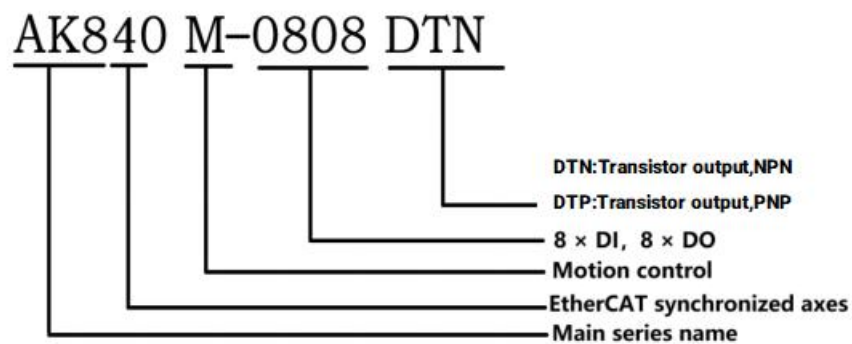 AK840 M-0808 DTN
DTN:Transistor output,NPN
DTP:Transistor output,PNP
8 × DI, 8 × DO
Motion control
EtherCAT synchronized axes
Main series name